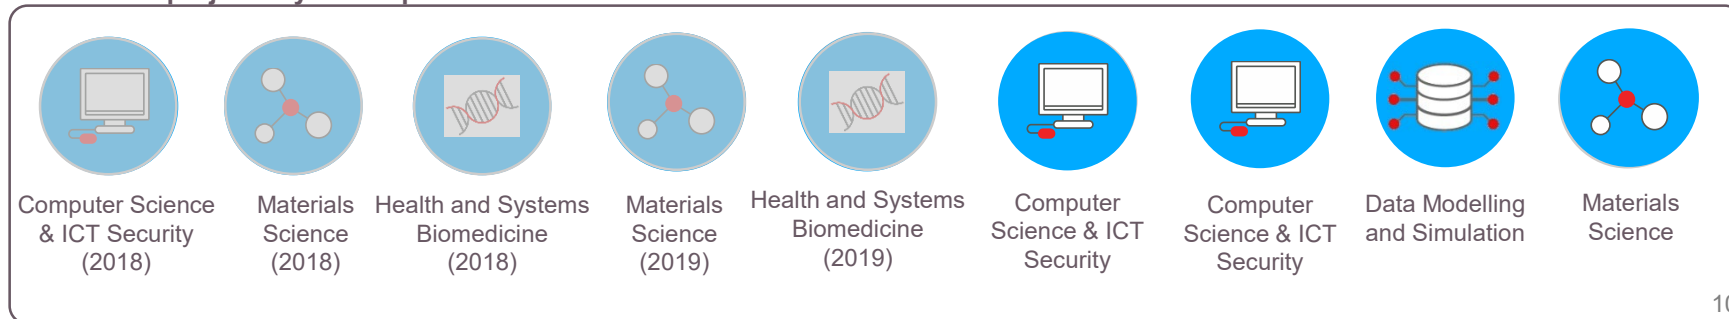 Computer Science
& ICT Security
(2018)
Materials
Science
(2018)
Health and Systems
Biomedicine
(2018)
Materials
Science
(2019)
Health and Systems
Biomedicine
(2019)
Computer
Science & ICT
Security
Computer
Science & ICT
Security
Data Modelling
and Simulation
Materials
Science
10